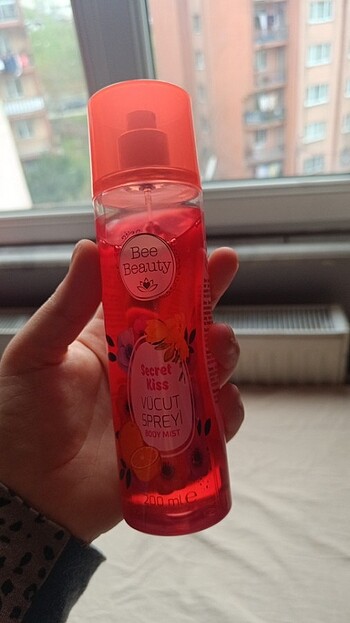 Bee
Beauty
Secret
Kiss
VÜCUT
SPREYİ
BODY MIST
200 ml e